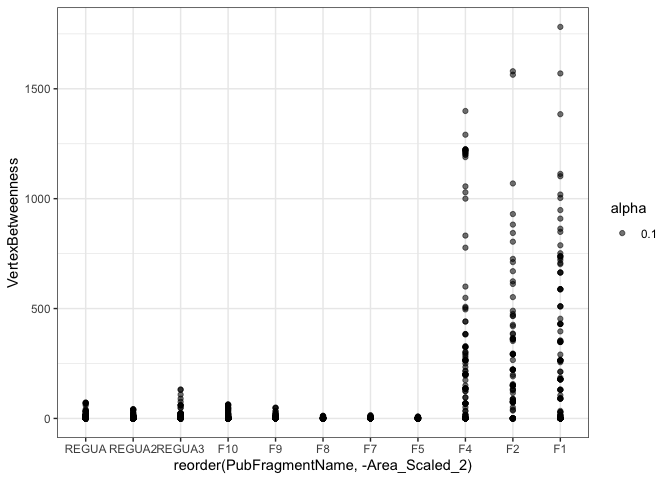 1500
1000
500
0
VertexBetweenness
REGUA REGUA2 REGUA3 F10 F9 F8 F7 F5 F4 F2 F1
reorder(PubFragmentName, -Area_Scaled_2)
alpha
0.1